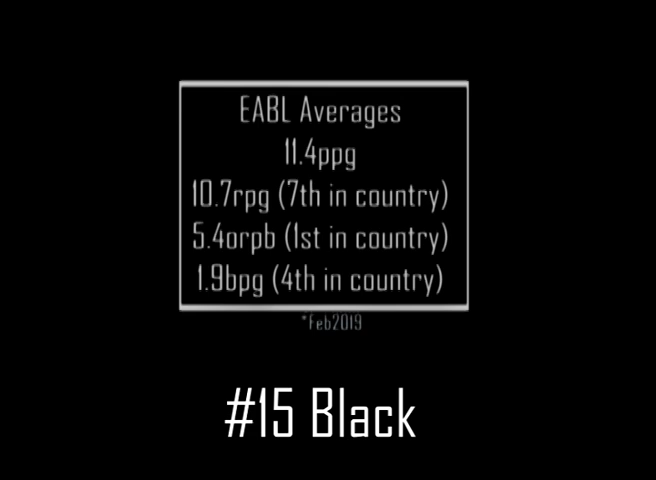 EABL Averages
11.4ppg
10.7rpg (7th in country)
5.4orpb (1st in country)
1.9bpg (4th in country)
*Feb2019
#15 Black